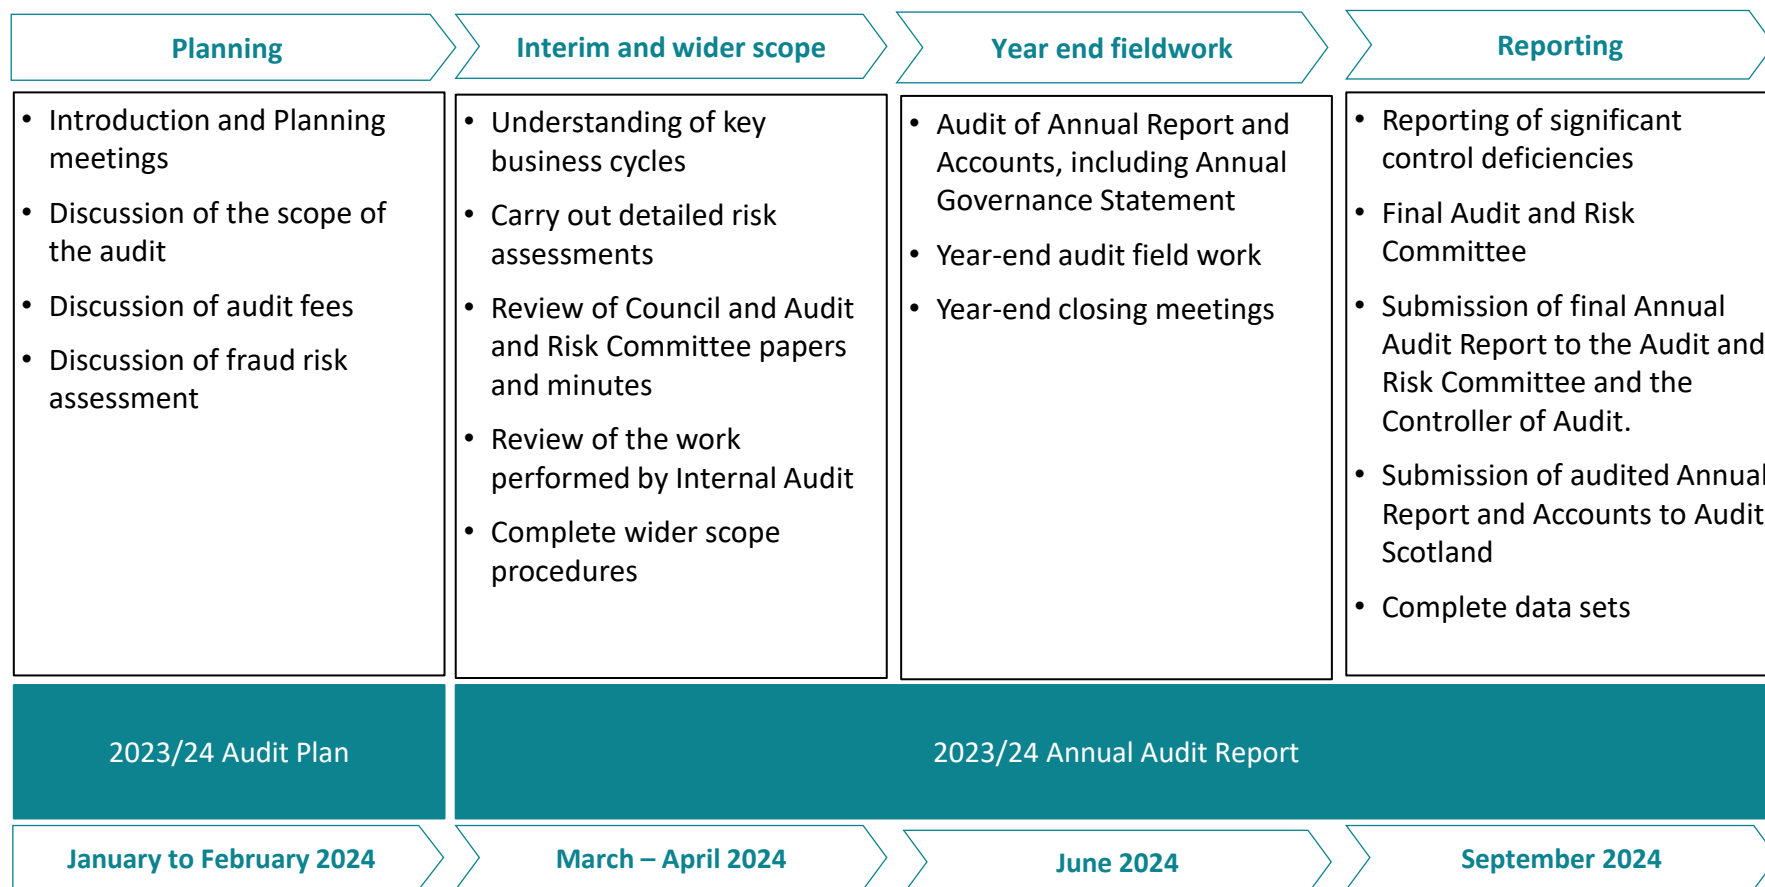 Planning
Interim and wider scope
Year end fieldwork
Reporting
• Introduction and Planning
meetings
• Discussion of the scope of
the audit
• Discussion of audit fees
• Discussion of fraud risk
assessment
• Understanding of key
business cycles
• Carry out detailed risk
assessments
• Review of Council and Audit
and Risk Committee papers
and minutes
• Review of the work
performed by Internal Audit
• Complete wider scope
procedures
• Audit of Annual Report and
Accounts, including Annual
Governance Statement
• Year-end audit field work
• Year-end closing meetings
• Reporting of significant
control deficiencies
• Final Audit and Risk
Committee
• Submission of final Annual
Audit Report to the Audit and
Risk Committee and the
Controller of Audit.
• Submission of audited Annual
Report and Accounts to Audit
Scotland
• Complete data sets
2023/24 Audit Plan
2023/24 Annual Audit Report
January to February 2024
March – April 2024
June 2024
September 2024